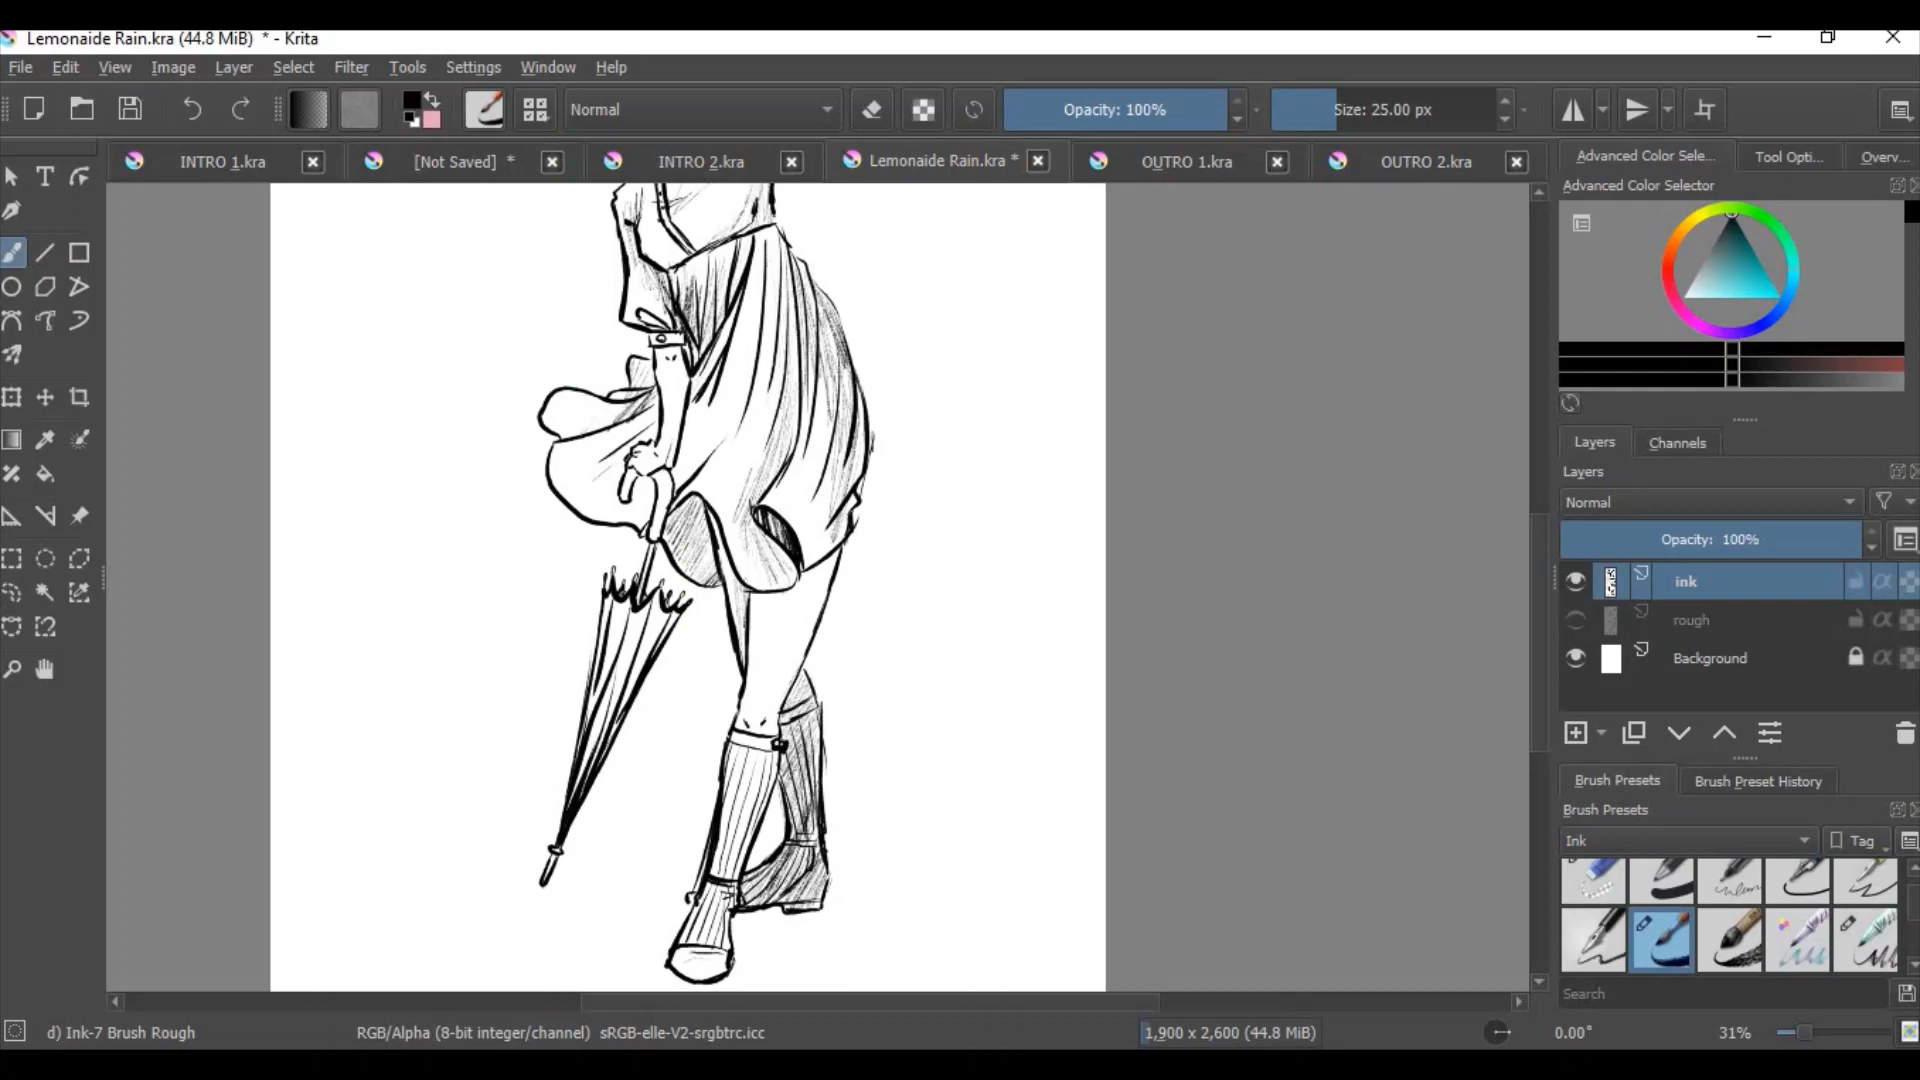 Lemonaide Rain.kra (44.8 MiB) * - Krita
File Edit View Image Layer Select Filter Tools Settings Window Help
Normal Opacity: 100% Size: 25.00 px
INTRO 1.kra [Not Saved] * INTRO 2.kra Lemonaide Rain.kra * OUTRO 1.kra OUTRO 2.kra
Advanced Color Sele... Tool Opti... Overv...
Advanced Color Selector
Layers Channels
Layers
Normal
Opacity: 100%
ink
rough
Background
Brush Presets Brush Preset History
Brush Presets
Ink Tag
Search
d) Ink-7 Brush Rough RGB/Alpha (8-bit integer/channel) sRGB-elle-V2-srgbtrc.icc 1,900 x 2,600 (44.8 MiB) 0.00° 31%